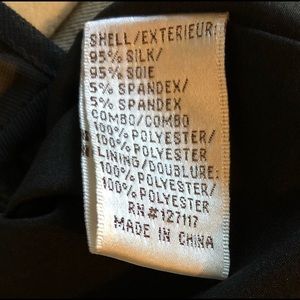 SHELL/EXTERIEUR:
95% SILK/
95% SOIE
5% SPANDEX/
5% SPANDEX
COMBO/COMBO
100% POLYESTER/
100% POLYESTER
LINING/DOUBLURE:
100% POLYESTER/
100% POLYESTER
RN#127117
MADE IN CHINA